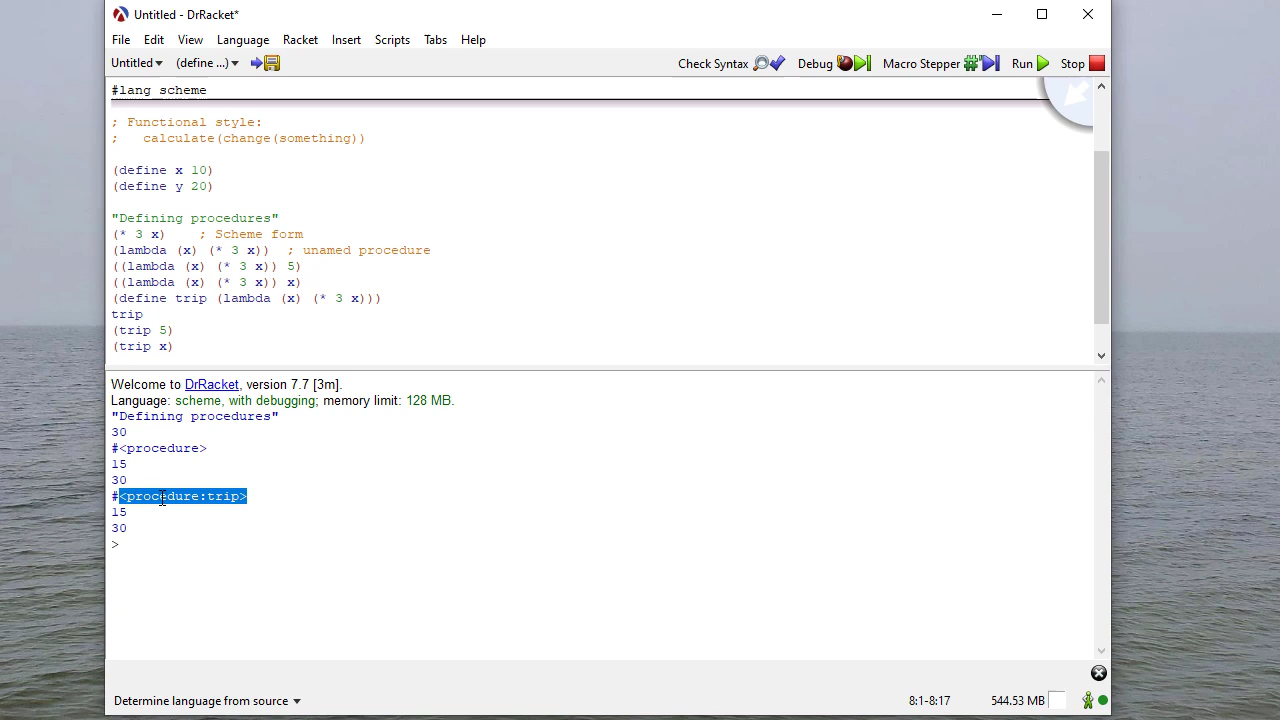 Untitled - DrRacket*
File Edit View Language Racket Insert Scripts Tabs Help
Untitled (define ...) Check Syntax Debug Macro Stepper Run Stop
#lang scheme
; Functional style:
;   calculate(change(something))
(define x 10)
(define y 20)
"Defining procedures"
(* 3 x)    ; Scheme form
(lambda (x) (* 3 x))  ; unamed procedure
((lambda (x) (* 3 x)) 5)
((lambda (x) (* 3 x)) x)
(define trip (lambda (x) (* 3 x)))
trip
(trip 5)
(trip x)
Welcome to DrRacket, version 7.7 [3m].
Language: scheme, with debugging; memory limit: 128 MB.
"Defining procedures"
30
#<procedure>
15
30
#<procedure:trip>
15
30
>
Determine language from source 8:1-8:17 544.53 MB